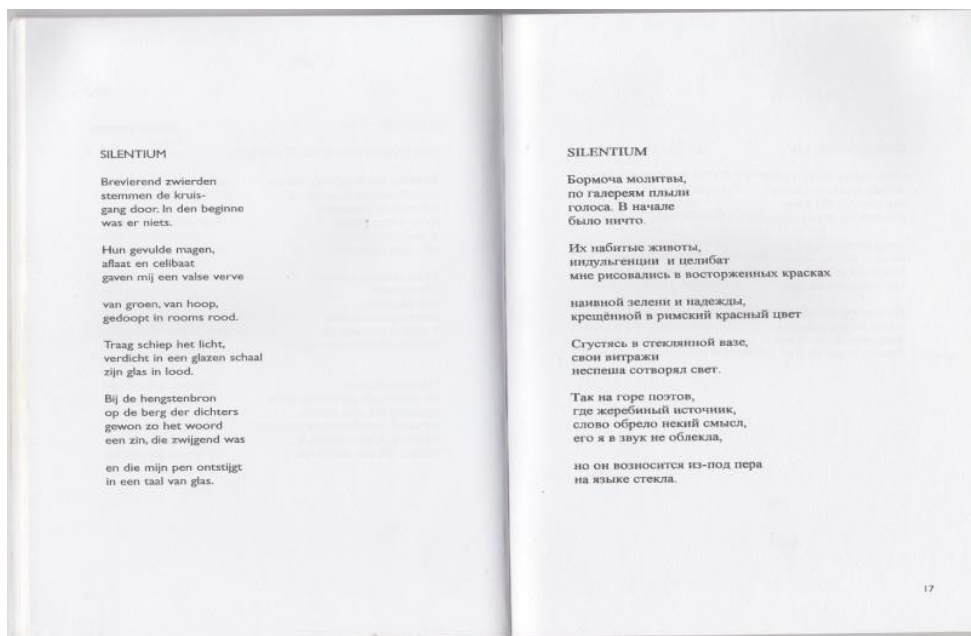 SILENTIUM
Brevierend zwierden
stemmen de kruis-
gang door. In den beginne
was er niets.
Hun gevulde magen,
aflaat en celibaat
gaven mij een valse verve
van groen, van hoop,
gedoopt in rooms rood.
Traag schiep het licht,
verdicht in een glazen schaal
zijn glas in lood.
Bij de hengstenbron
op de berg der dichters
gewon zo het woord
een zin, die zwijgend was
en die mijn pen ontstijgt
in een taal van glas.
SILENTIUM
Бормоча молитвы,
по галереям плыли
голоса. В начале
было ничто.
Их набитые животы,
индульгенции и целибат
мне рисовались в восторженных красках
наивной зелени и надежды,
крещённой в римский красный цвет
Сгустясь в стеклянной вазе,
свои витражи
неспеша сотворял свет.
Так на горе поэтов,
где жеребиный источник,
слово обрело некий смысл,
его я в звук не облекла,
но он возносится из-под пера
на языке стекла.
17